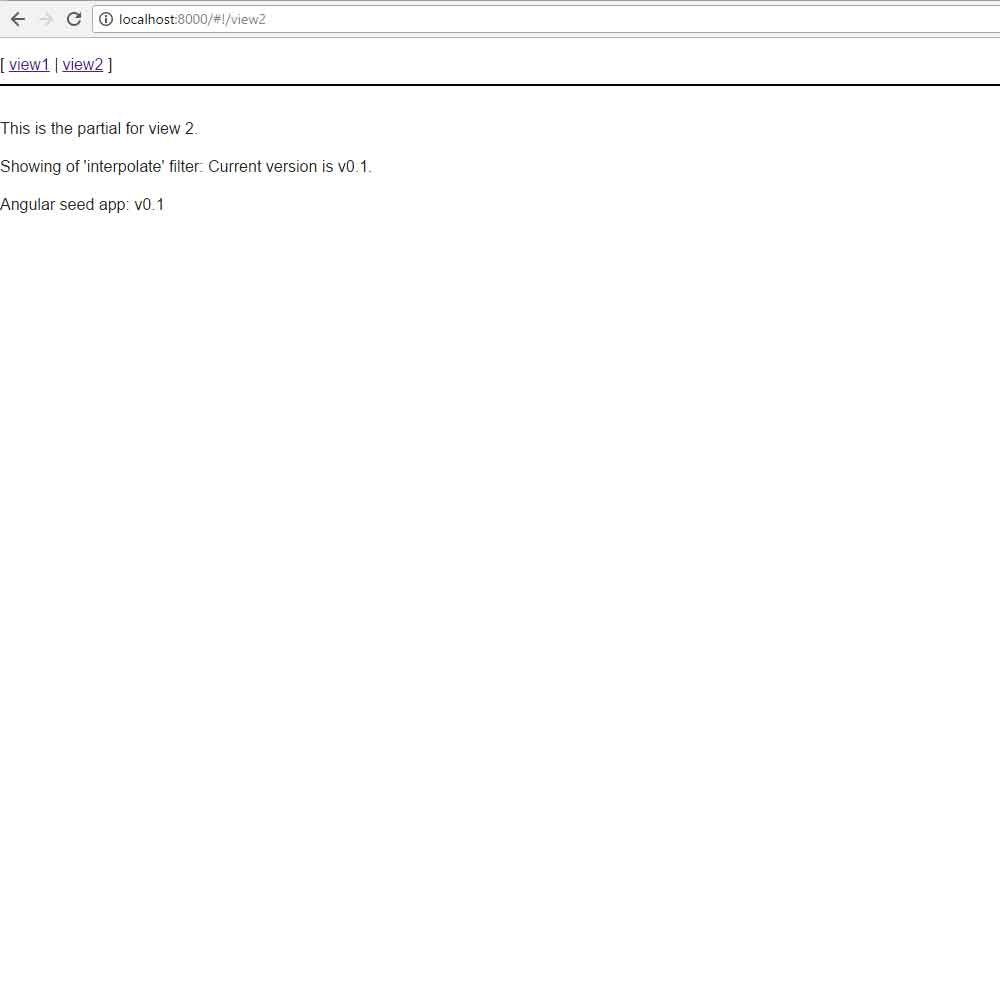 localhost:8000/#!/view2
[ view1 | view2 ]
This is the partial for view 2.
Showing of 'interpolate' filter: Current version is v0.1.
Angular seed app: v0.1